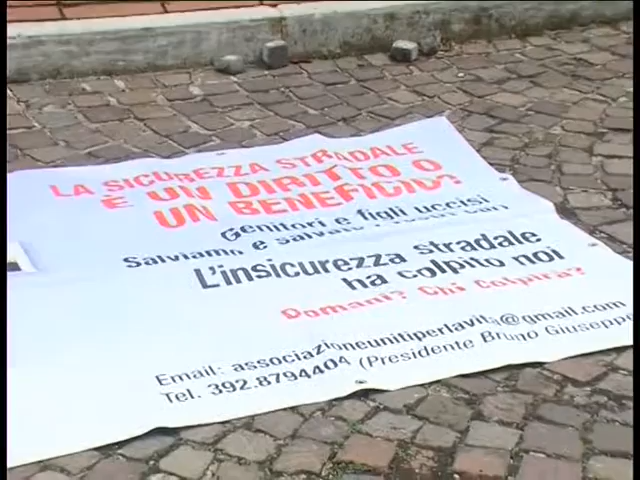 LA SICUREZZA STRADALE
È UN DIRITTO O
UN BENEFICIO?
Genitori e figli uccisi
Salviamo e
L'insicurezza stradale
ha colpito noi
Domani? Chi Colpirà?
Email: associazioneunitiperlavita@gmail.com
Tel. 392.8794404 (Presidente Bruno Giuseppe